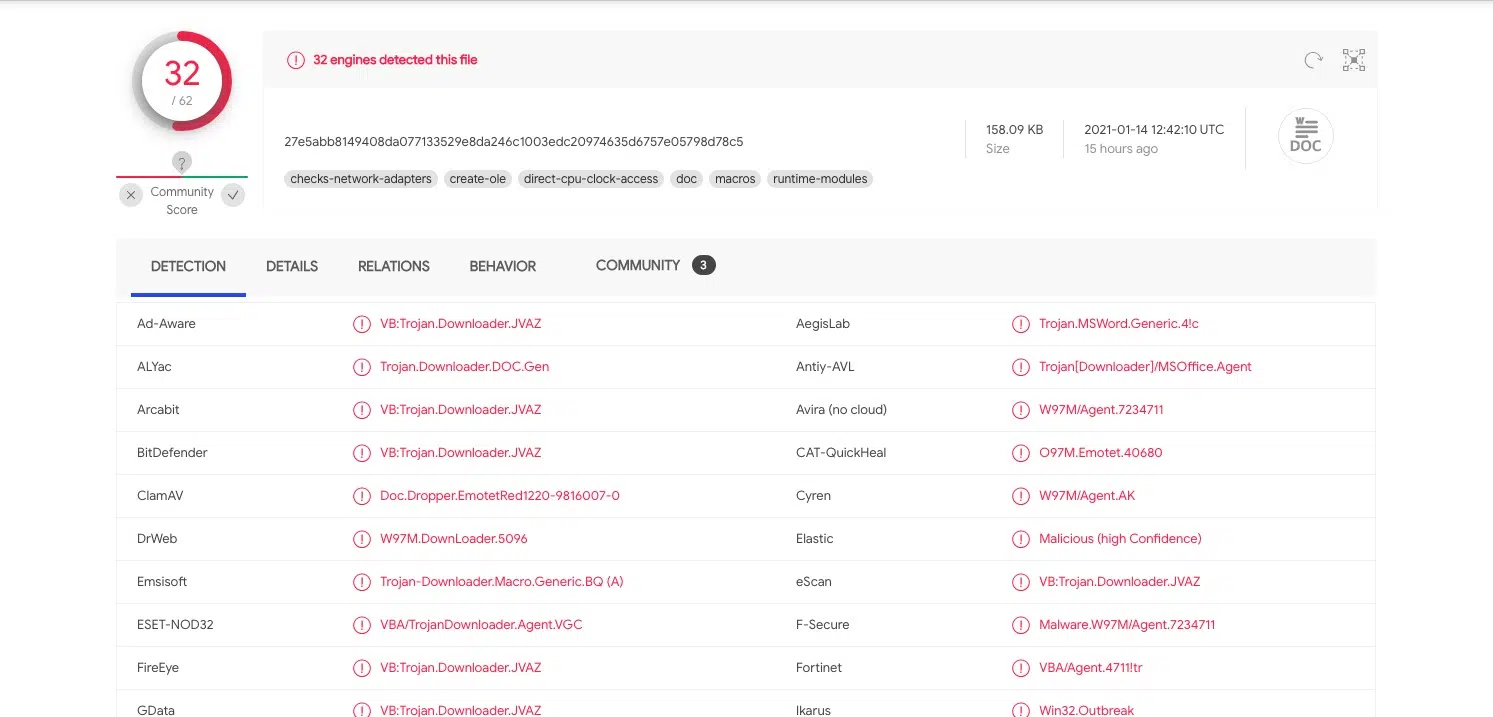 32
/ 62
32 engines detected this file
27e5abb8149408da077133529e8da246c1003edc20974635d6757e05798d78c5
158.09 KB
Size
2021-01-14 12:42:10 UTC
15 hours ago
W
DOC
checks-network-adapters create-ole direct-cpu-clock-access doc macros runtime-modules
?
Community
Score
DETECTION DETAILS RELATIONS BEHAVIOR COMMUNITY 3
Ad-Aware VB:Trojan.Downloader.JVAZ AegisLab Trojan.MSWord.Generic.4!c
ALYac Trojan.Downloader.DOC.Gen Antiy-AVL Trojan[Downloader]/MSOffice.Agent
Arcabit VB:Trojan.Downloader.JVAZ Avira (no cloud) W97M/Agent.7234711
BitDefender VB:Trojan.Downloader.JVAZ CAT-QuickHeal O97M.Emotet.40680
ClamAV Doc.Dropper.EmotetRed1220-9816007-0 Cyren W97M/Agent.AK
DrWeb W97M.DownLoader.5096 Elastic Malicious (high Confidence)
Emsisoft Trojan-Downloader.Macro.Generic.BQ (A) eScan VB:Trojan.Downloader.JVAZ
ESET-NOD32 VBA/TrojanDownloader.Agent.VGC F-Secure Malware.W97M/Agent.7234711
FireEye VB:Trojan.Downloader.JVAZ Fortinet VBA/Agent.4711!tr
GData VB:Trojan.Downloader.JVAZ Ikarus Win32.Outbreak